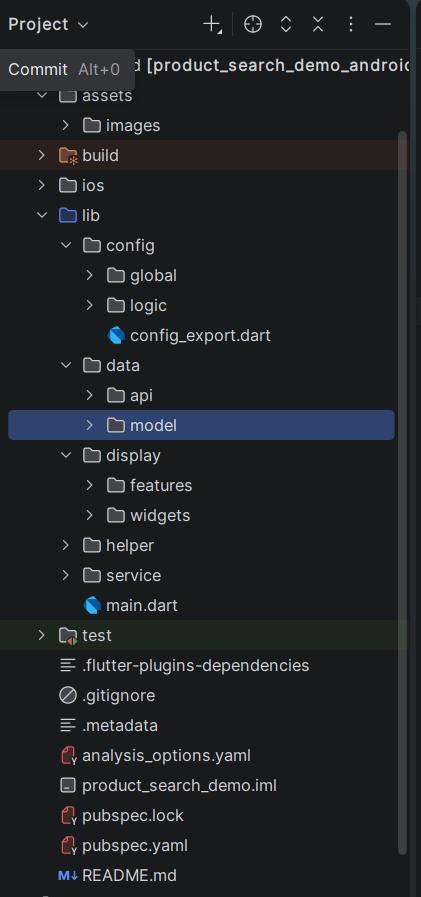 Project
Commit Alt+0
[product_search_demo_android
assets
images
build
ios
lib
config
global
logic
config_export.dart
data
api
model
display
features
widgets
helper
service
main.dart
test
.flutter-plugins-dependencies
.gitignore
.metadata
analysis_options.yaml
product_search_demo.iml
pubspec.lock
pubspec.yaml
README.md